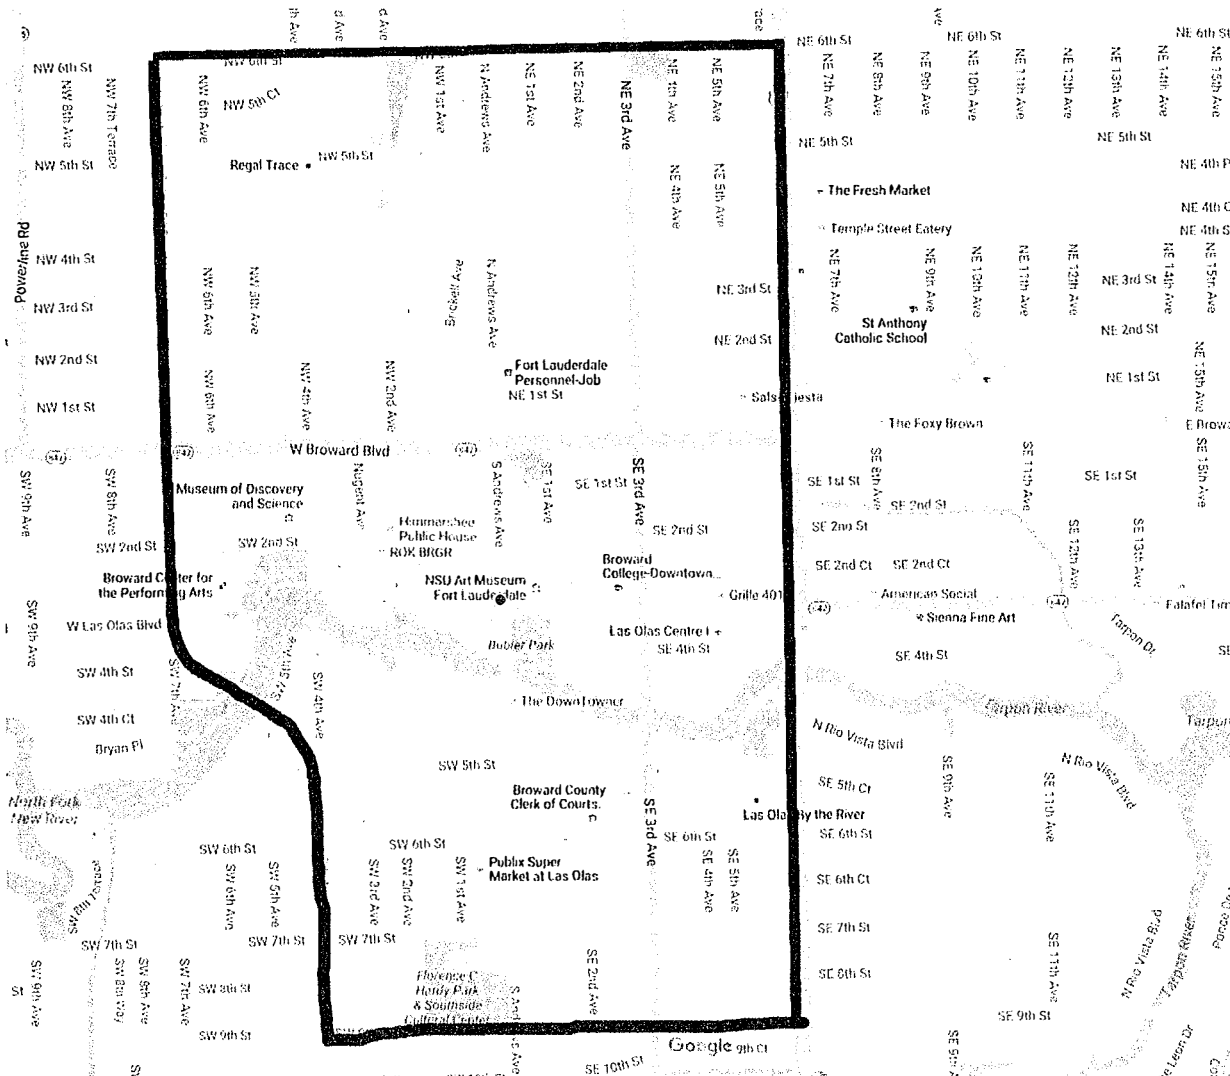 NE 6th St
NE 6th St
NE 6th St
NW 6th St
NW 6th St
NW 8th Ave
NW 7th Terrace
NW 6th Ave
NW 5th Ct
NW 1st Ave
N Andrews Ave
NE 1st Ave
NE 2nd Ave
NE 3rd Ave
NE 4th Ave
NE 5th Ave
NE 7th Ave
NE 8th Ave
NE 9th Ave
NE 10th Ave
NE 11th Ave
NE 12th Ave
NE 13th Ave
NE 14th Ave
NE 15th Ave
NW 5th St
Regal Trace
NW 5th St
NE 5th St
NE 5th St
NE 4th P
NE 4th Ave
NE 5th Ave
The Fresh Market
NE 4th C
Temple Street Eatery
NE 4th S
Powerline Rd
NW 4th St
NW 6th Ave
NW 5th Ave
N Andrews Ave
NE 7th Ave
NE 9th Ave
NE 10th Ave
NE 11th Ave
NE 12th Ave
NE 3rd St
NE 14th Ave
NE 15th Ave
NW 3rd St
NE 3rd St
St Anthony
Catholic School
NE 2nd St
NW 2nd St
NE 2nd St
NW 6th Ave
NW 4th Ave
NW 2nd Ave
Fort Lauderdale
Personnel-Job
NE 1st St
NE 1st St
NE 15th Ave
NW 1st St
The Foxy Brown
E Browa
W Broward Blvd
842
842
842
SW 9th Ave
SW 8th Ave
Museum of Discovery
and Science
Nugent Ave
S Andrews Ave
SE 1st Ave
SE 1st St
SE 3rd Ave
SE 1st St
SE 8th Ave
SE 2nd St
SE 11th Ave
SE 1st St
SE 15th Ave
Himmarshee
Public House
ROK BRGR
SW 2nd St
SW 2nd St
SE 2nd St
SE 2nd St
SE 12th Ave
SE 13th Ave
Broward Center for
the Performing Arts
NSU Art Museum
Fort Lauderdale
Broward
College-Downtown...
SE 2nd Ct
SE 2nd Ct
Grille 401
842
American Social
842
Falafel Tim
SW 9th Ave
W Las Olas Blvd
Las Olas Centre I
Sienna Fine Art
Tarpon Dr
Bubier Park
SE 4th St
SE 4th St
SW 4th St
SW 7th Ave
SW 5th Ave
SW 4th Ave
The DownTowner
Tarpon River
Tarpon
SW 4th Ct
Bryan Pl
N Rio Vista Blvd
N Rio Vista Blvd
SW 5th St
SE 9th Ave
SE 11th Ave
SE 5th Ct
North Fork
New River
Broward County
Clerk of Courts
Las Olas By the River
SE 3rd Ave
SE 6th St
SE 6th St
SW 6th St
SW 6th St
Publix Super
Market at Las Olas
SW 6th Ave
SW 5th Ave
SW 3rd Ave
SW 2nd Ave
SW 1st Ave
SE 4th Ave
SE 5th Ave
SE 6th Ct
SW 7th St
SW 7th St
SW 7th St
SE 7th St
N Rio Vista Blvd
Tarpon River
SW 9th Ave
SW 8th Way
SW 8th Ave
SW 7th Ave
SW 8th St
Florence C
Hardy Park
& Southside
Cultural Center
SE 2nd Ave
SE 8th St
SE 11th Ave
St
SE 9th St
SW 9th St
Google
9th Ct
SE 10th St